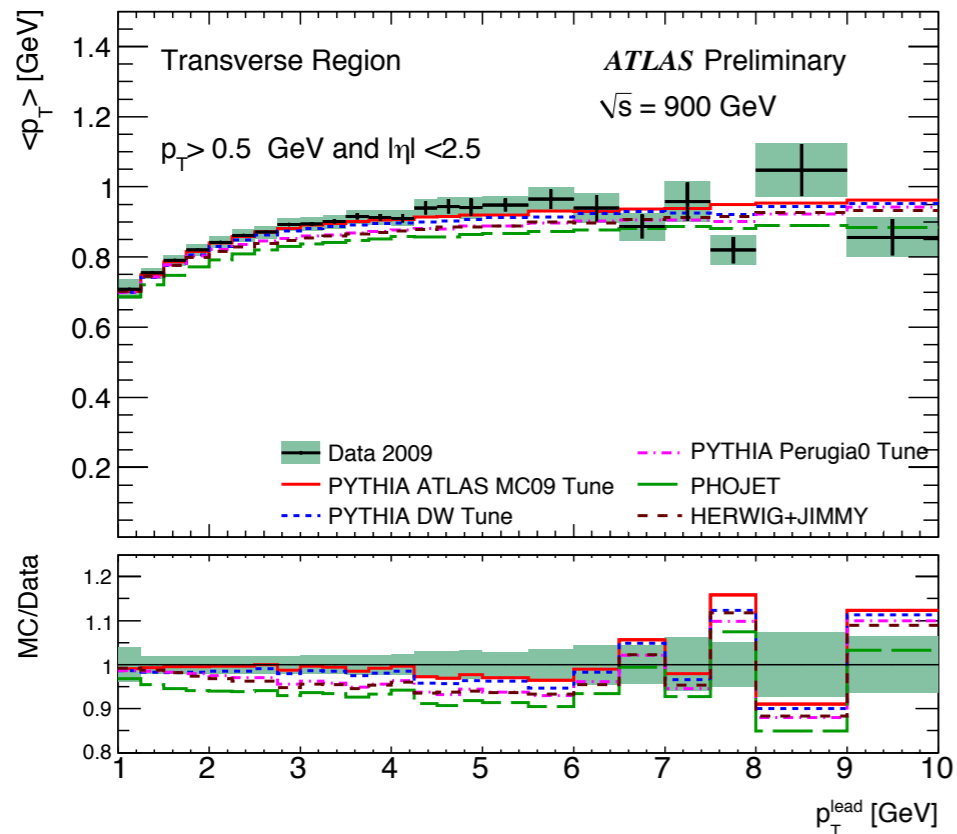 <p_T> [GeV]
1.4
1.2
1
0.8
0.6
0.4
0.2
Transverse Region
ATLAS Preliminary
√s = 900 GeV
p_T> 0.5 GeV and |η| <2.5
Data 2009
PYTHIA ATLAS MC09 Tune
PYTHIA DW Tune
PYTHIA Perugia0 Tune
PHOJET
HERWIG+JIMMY
MC/Data
1.2
1.1
1
0.9
0.8
1 2 3 4 5 6 7 8 9 10
p_T^lead [GeV]